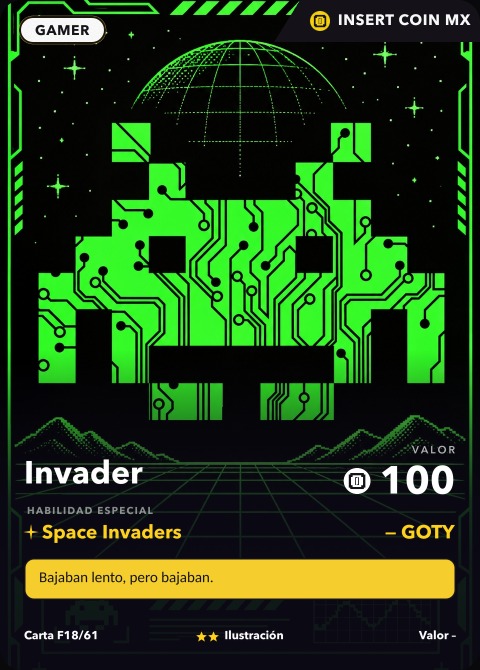 GAMER
INSERT COIN MX
VALOR
Invader
100
HABILIDAD ESPECIAL
Space Invaders
– GOTY
Bajaban lento, pero bajaban.
Carta F18/61
★★ Ilustración
Valor –